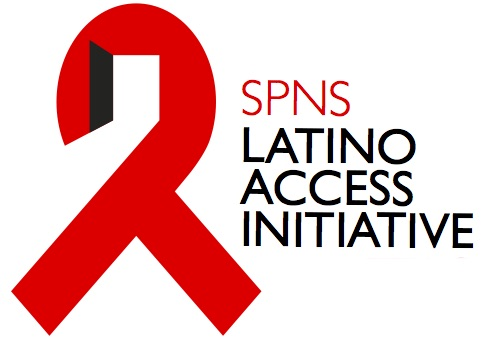 SPNS
LATINO
ACCESS
INITIATIVE